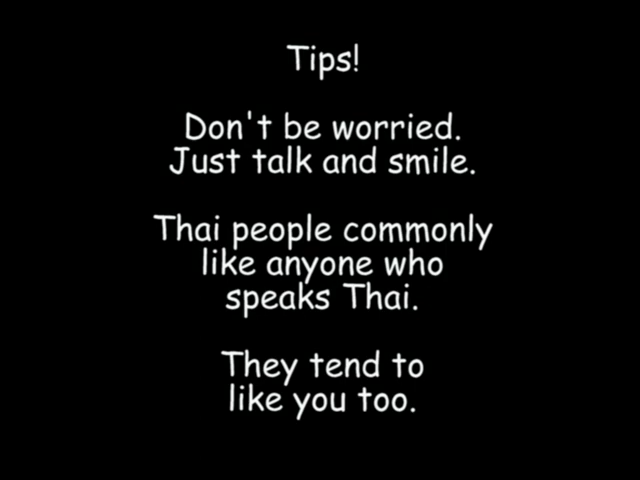 Tips!
Don't be worried.
Just talk and smile.
Thai people commonly
like anyone who
speaks Thai.
They tend to
like you too.